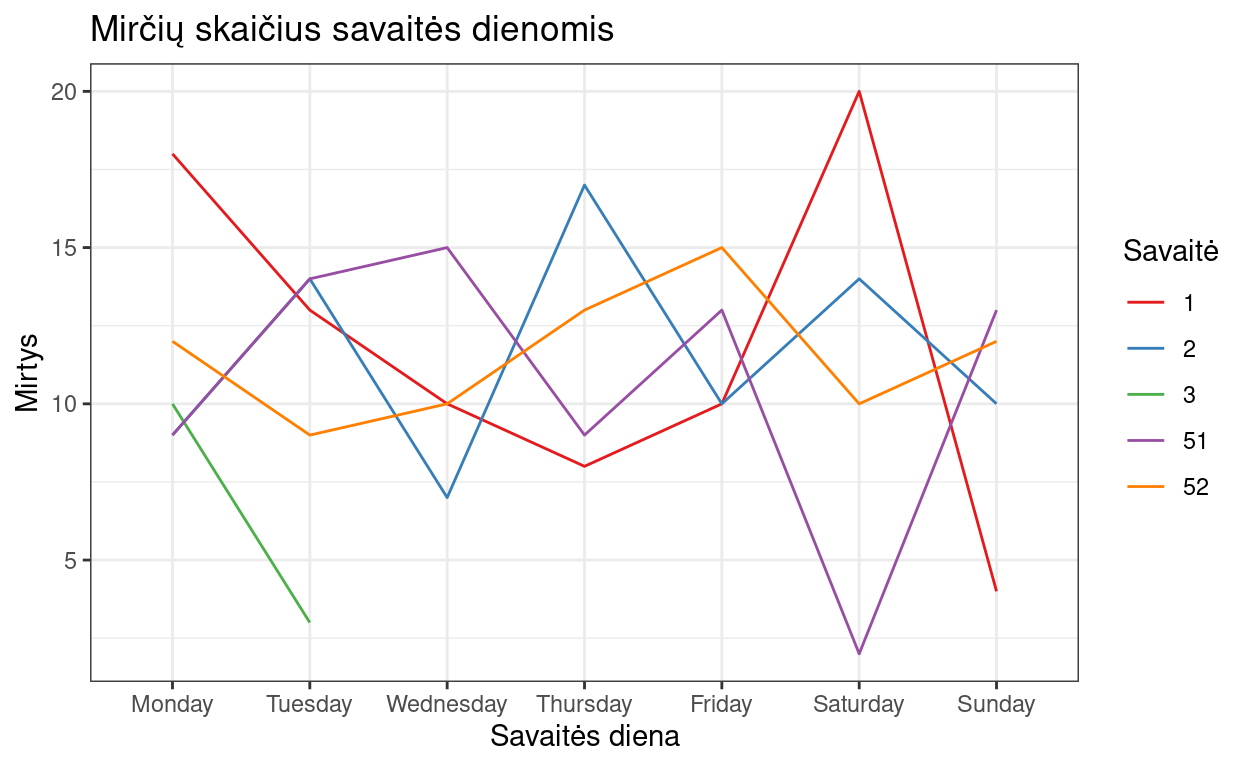 Mirčių skaičius savaitės dienomis
Mirtys
20
15
10
5
Monday Tuesday Wednesday Thursday Friday Saturday Sunday
Savaitės diena
Savaitė
1
2
3
51
52